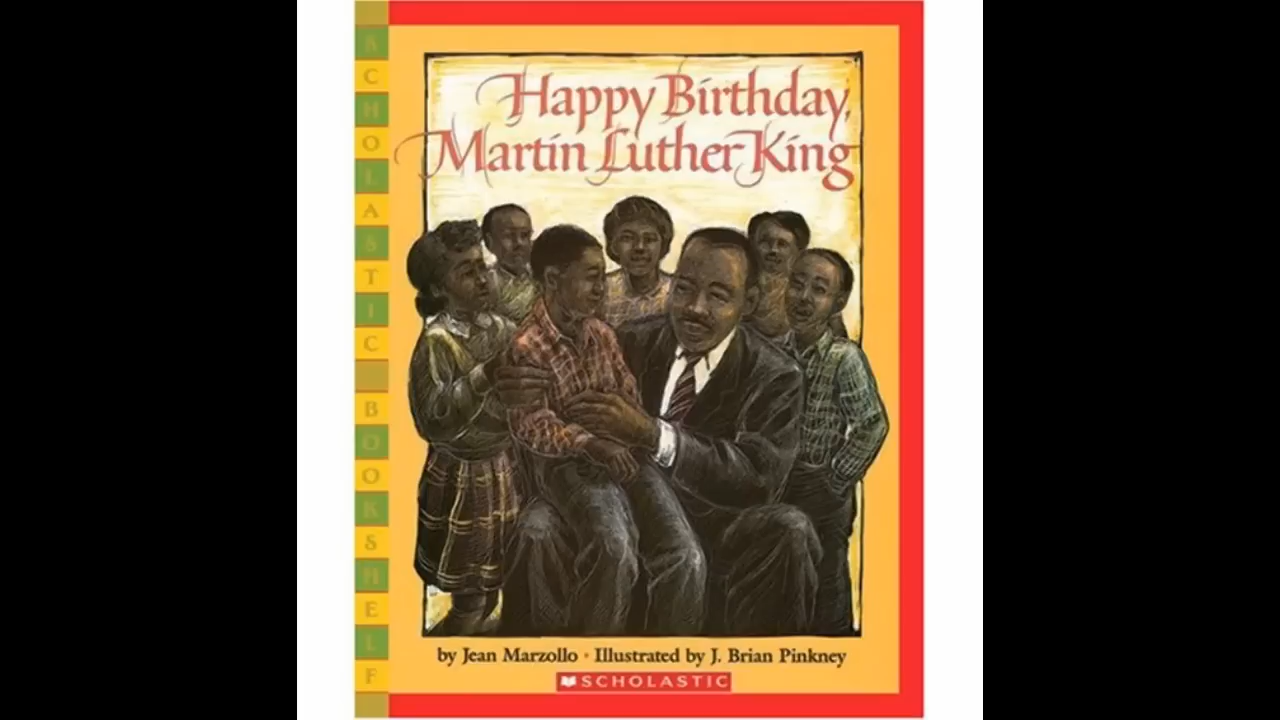 Happy Birthday,
Martin Luther King
by Jean Marzollo • Illustrated by J. Brian Pinkney
SCHOLASTIC
SCHOLASTIC BOOKSHELF